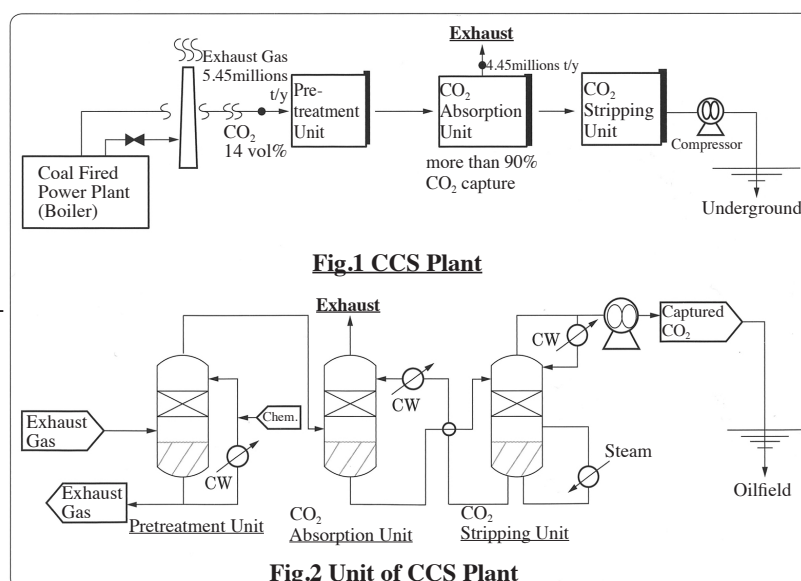 Exhaust
Exhaust Gas
5.45millions
t/y
4.45millions t/y
Pre-
treatment
Unit
CO2
Absorption
Unit
CO2
Stripping
Unit
CO2
14 vol%
Compressor
Coal Fired
Power Plant
(Boiler)
more than 90%
CO2 capture
Underground
Fig.1 CCS Plant
Exhaust
Captured
CO2
CW
CW
Chem.
Exhaust
Gas
CW
Steam
Exhaust
Gas
Oilfield
Pretreatment Unit
CO2
Absorption Unit
CO2
Stripping Unit
Fig.2 Unit of CCS Plant